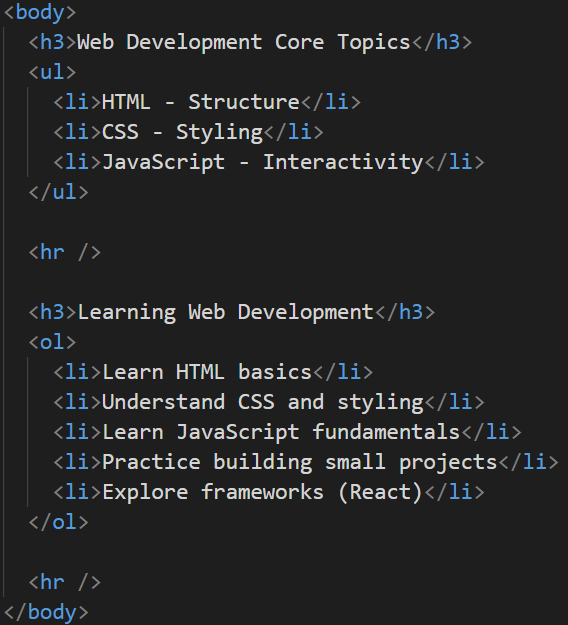 <body>
<h3>Web Development Core Topics</h3>
<ul>
<li>HTML - Structure</li>
<li>CSS - Styling</li>
<li>JavaScript - Interactivity</li>
</ul>
<hr />
<h3>Learning Web Development</h3>
<ol>
<li>Learn HTML basics</li>
<li>Understand CSS and styling</li>
<li>Learn JavaScript fundamentals</li>
<li>Practice building small projects</li>
<li>Explore frameworks (React)</li>
</ol>
<hr />
</body>